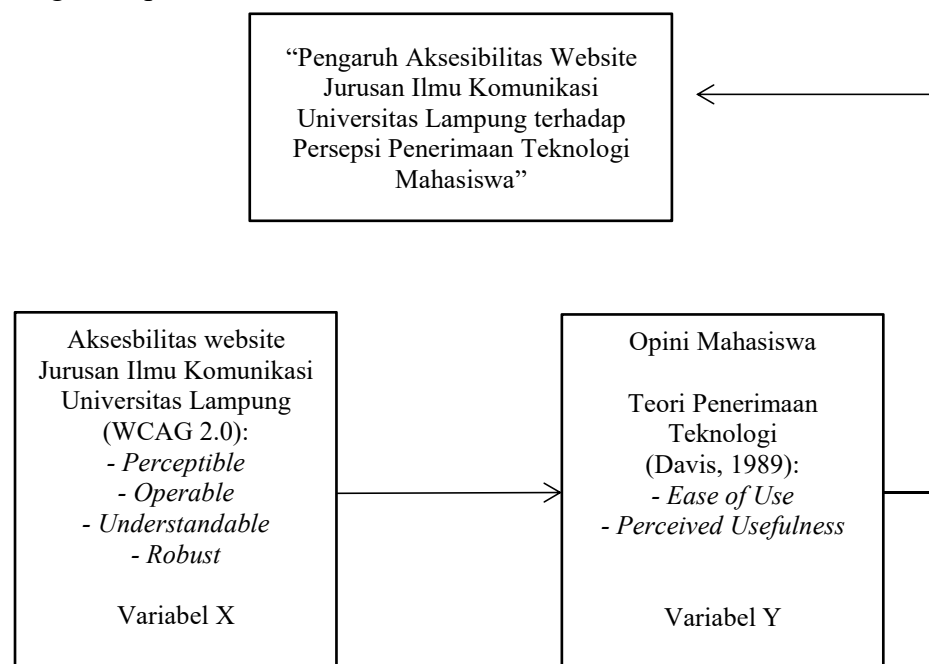 “Pengaruh Aksesibilitas Website
Jurusan Ilmu Komunikasi
Universitas Lampung terhadap
Persepsi Penerimaan Teknologi
Mahasiswa”
Aksesbilitas website
Jurusan Ilmu Komunikasi
Universitas Lampung
(WCAG 2.0):
- Perceptible
- Operable
- Understandable
- Robust
Variabel X
Opini Mahasiswa
Teori Penerimaan
Teknologi
(Davis, 1989):
- Ease of Use
- Perceived Usefulness
Variabel Y